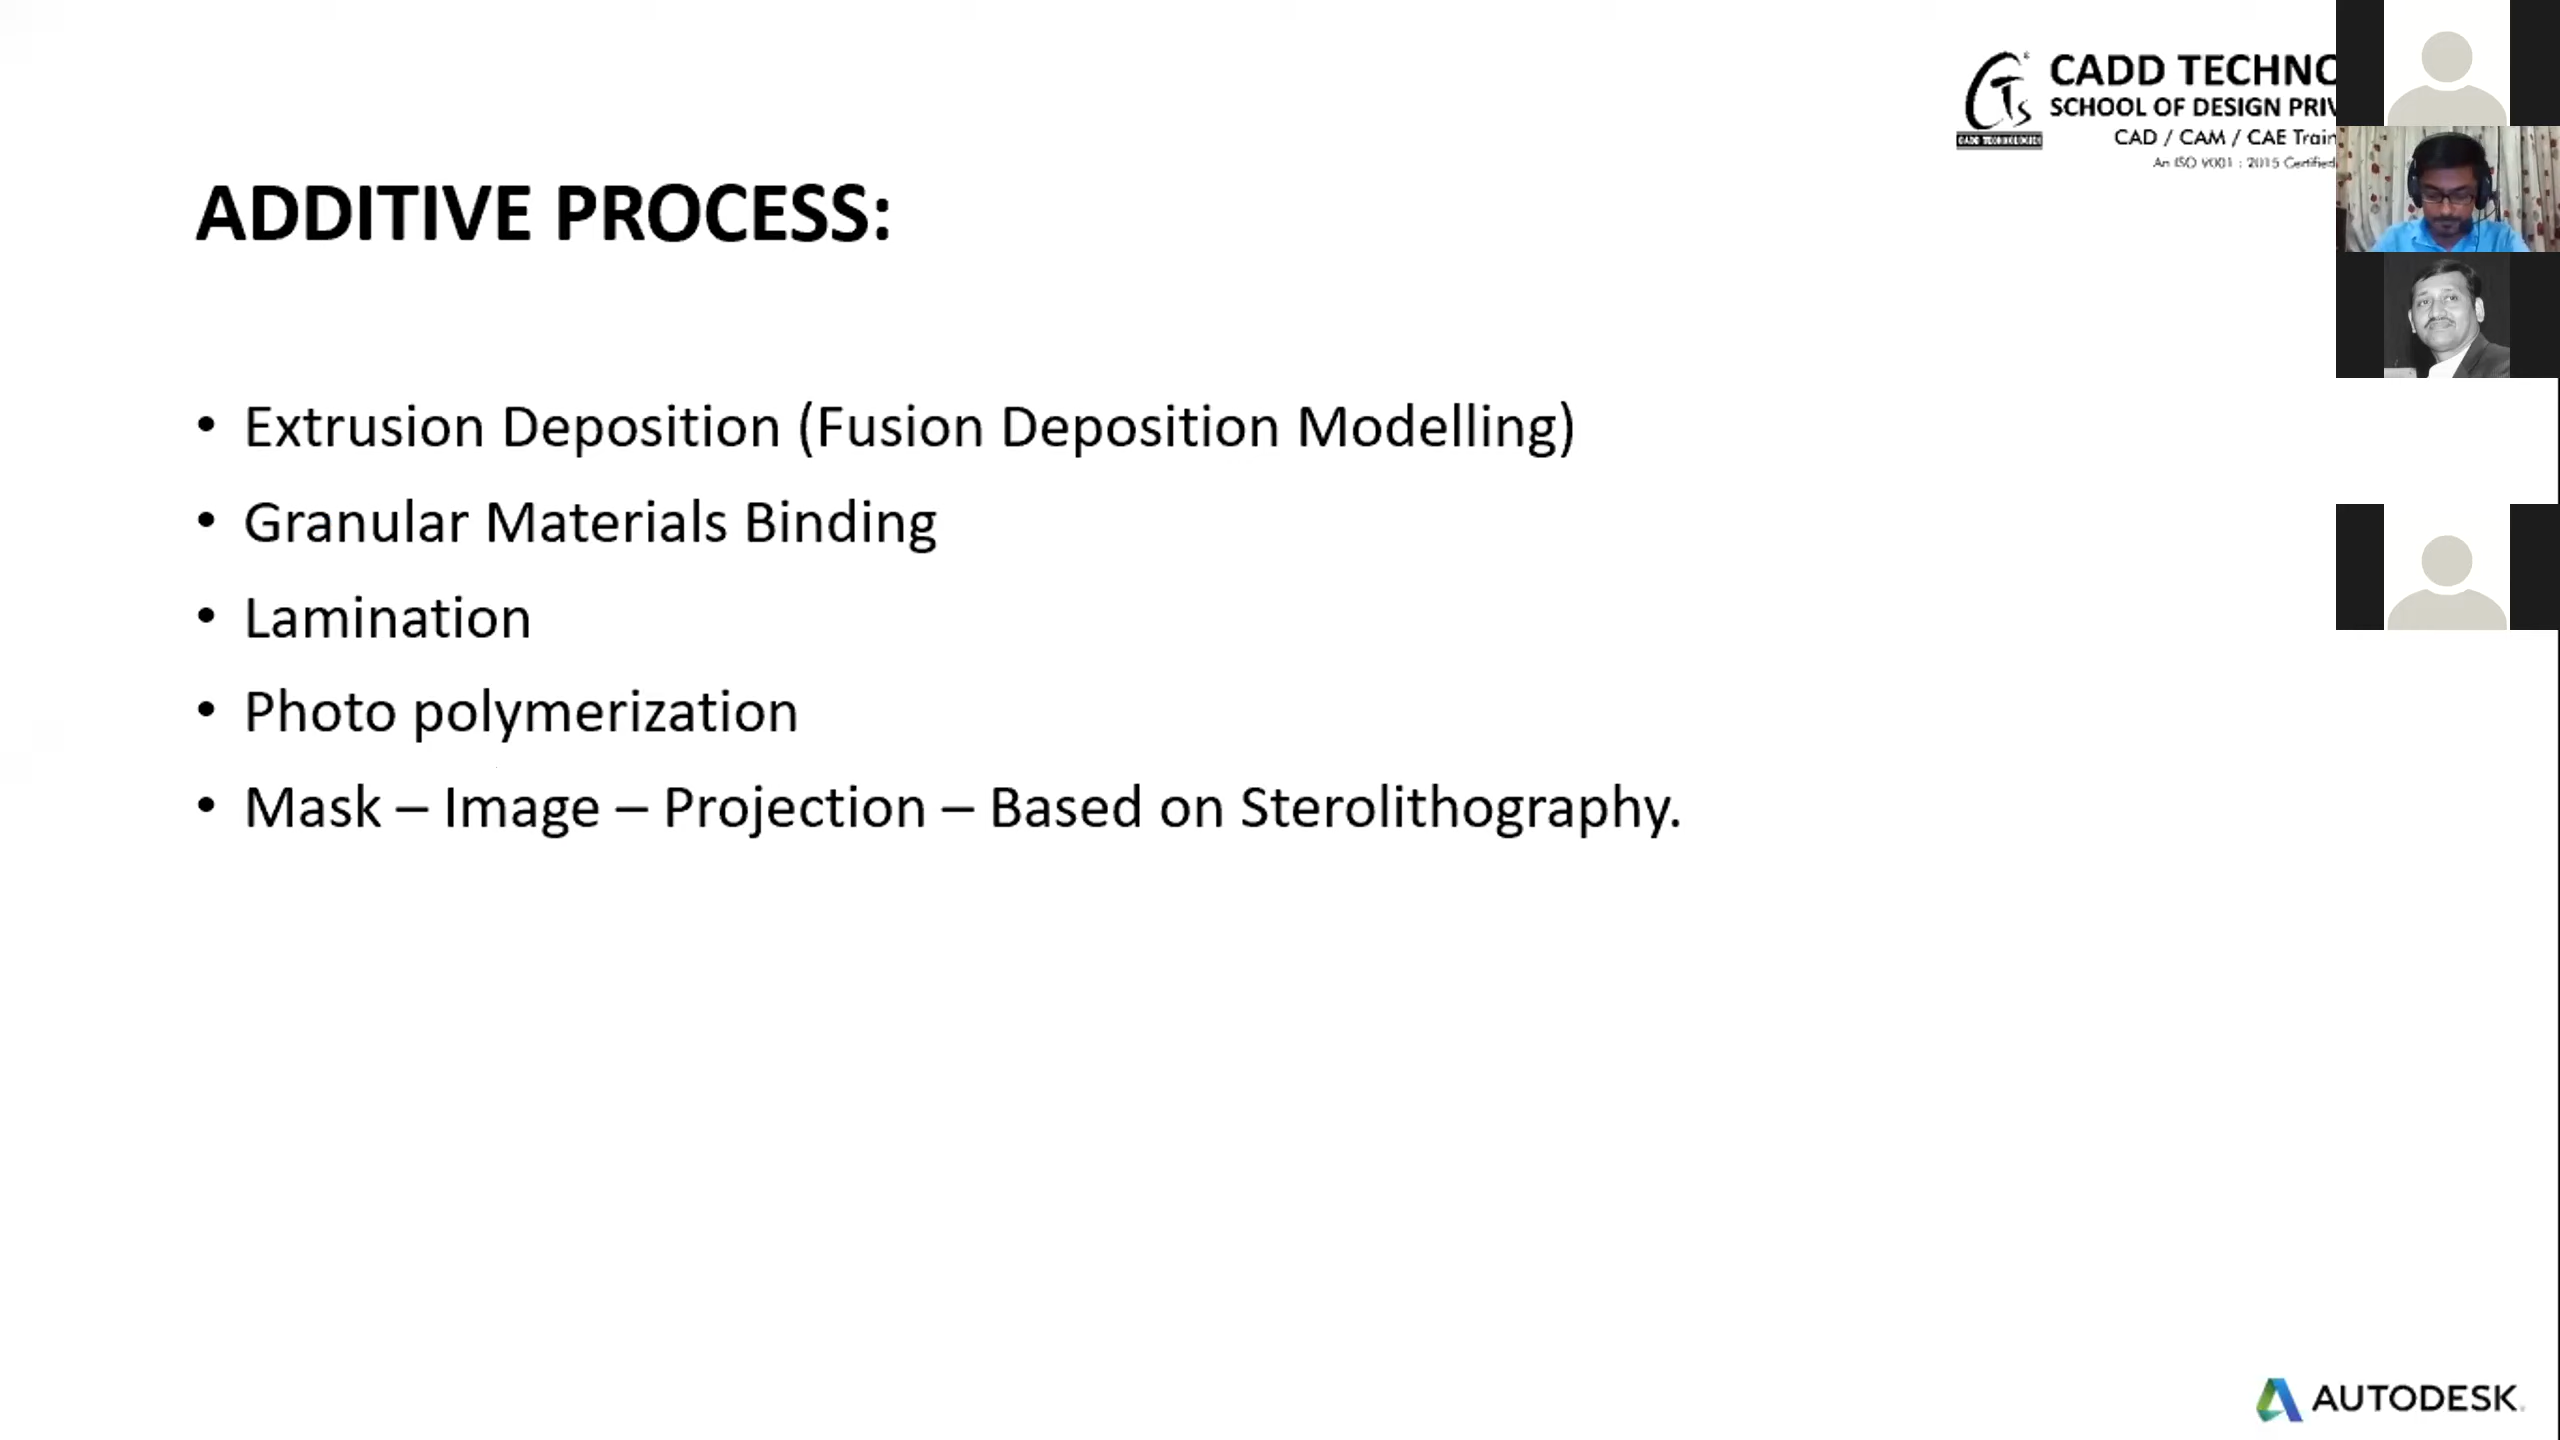 CADD TECHNO
SCHOOL OF DESIGN PRIV
CAD / CAM / CAE Train
An ISO 9001 : 2015 Certified
ADDITIVE PROCESS:
• Extrusion Deposition (Fusion Deposition Modelling)
• Granular Materials Binding
• Lamination
• Photo polymerization
• Mask – Image – Projection – Based on Sterolithography.
AUTODESK.